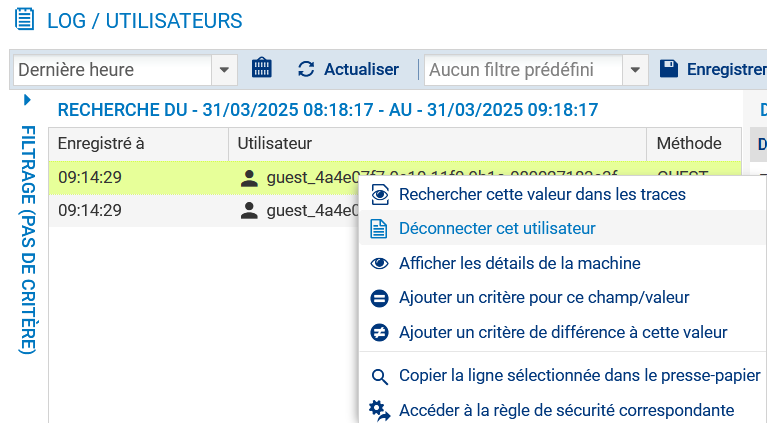 LOG / UTILISATEURS
Dernière heure Actualiser Aucun filtre prédéfini Enregistrer
RECHERCHE DU - 31/03/2025 08:18:17 - AU - 31/03/2025 09:18:17
FILTRAGE (PAS DE CRITÈRE)
Enregistré à Utilisateur Méthode
09:14:29
09:14:29 guest_4a4e0
Rechercher cette valeur dans les traces
Déconnecter cet utilisateur
Afficher les détails de la machine
Ajouter un critère pour ce champ/valeur
Ajouter un critère de différence à cette valeur
Copier la ligne sélectionnée dans le presse-papier
Accéder à la règle de sécurité correspondante